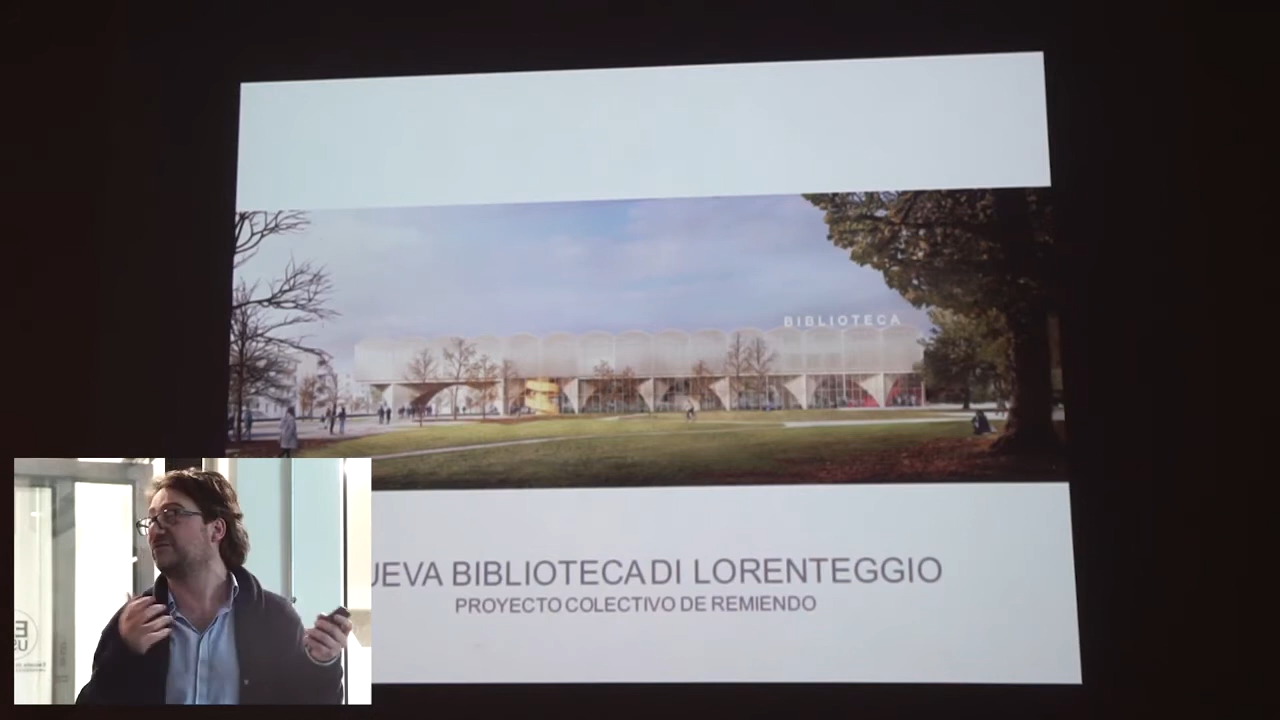 BIBLIOTECA
UEVA BIBLIOTECA DI LORENTEGGIO
PROYECTO COLECTIVO DE REMIENDO